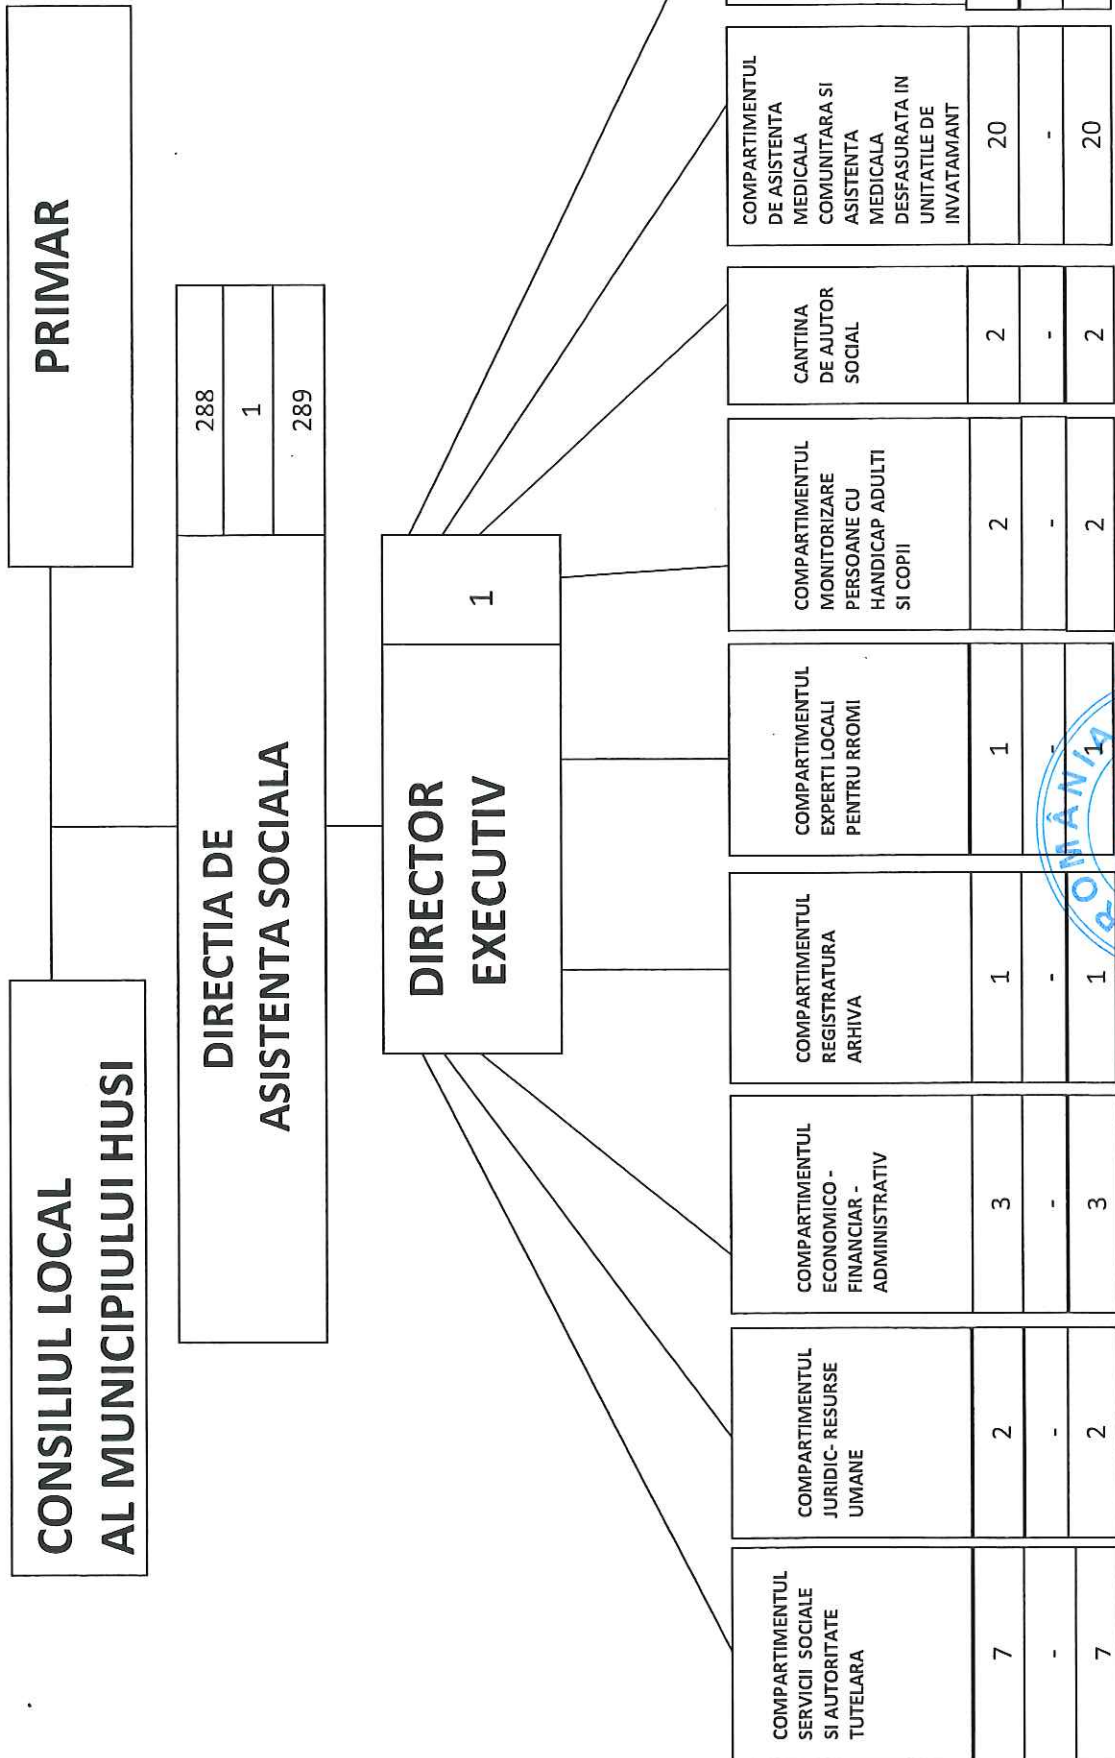 CONSILIUL LOCAL
AL MUNICIPIULUI HUSI
PRIMAR
DIRECTIA DE
ASISTENTA SOCIALA
288
1
289
DIRECTOR
EXECUTIV
1
COMPARTIMENTUL
SERVICII SOCIALE
SI AUTORITATE
TUTELARA
7
-
7
COMPARTIMENTUL
JURIDIC- RESURSE
UMANE
2
-
2
COMPARTIMENTUL
ECONOMICO -
FINANCIAR -
ADMINISTRATIV
3
-
3
COMPARTIMENTUL
REGISTRATURA
ARHIVA
1
-
1
COMPARTIMENTUL
EXPERTI LOCALI
PENTRU RROMI
1
-
1
COMPARTIMENTUL
MONITORIZARE
PERSOANE CU
HANDICAP ADULTI
SI COPII
2
-
2
CANTINA
DE AJUTOR
SOCIAL
2
-
2
COMPARTIMENTUL
DE ASISTENTA
MEDICALA
COMUNITARA SI
ASISTENTA
MEDICALA
DESFASURATA IN
UNITATILE DE
INVATAMANT
20
-
20
ROMÂNIA